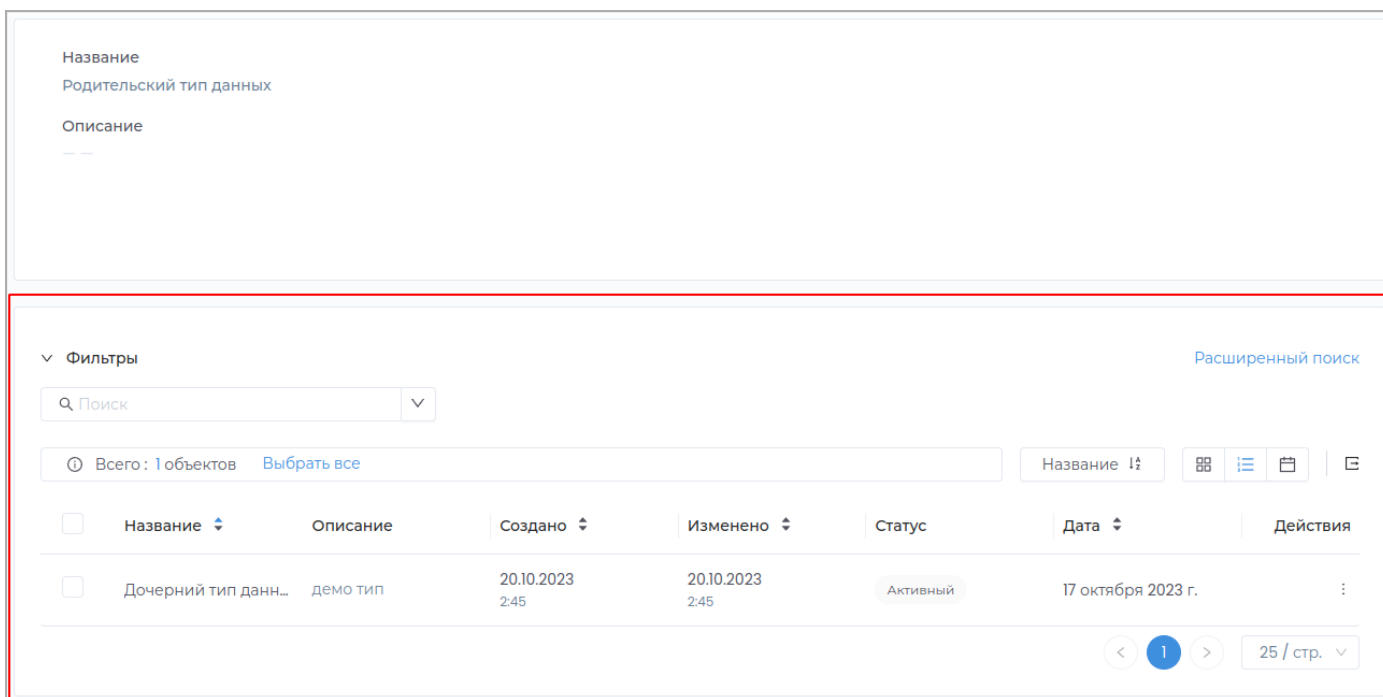 Название
Родительский тип данных
Описание
— —
Фильтры
Расширенный поиск
Поиск
Всего : 1 объектов Выбрать все
Название
Название Описание Создано Изменено Статус Дата Действия
Дочерний тип данн... демо тип 20.10.2023 20.10.2023 Активный 17 октября 2023 г.
2:45 2:45
< 1 > 25 / стр.